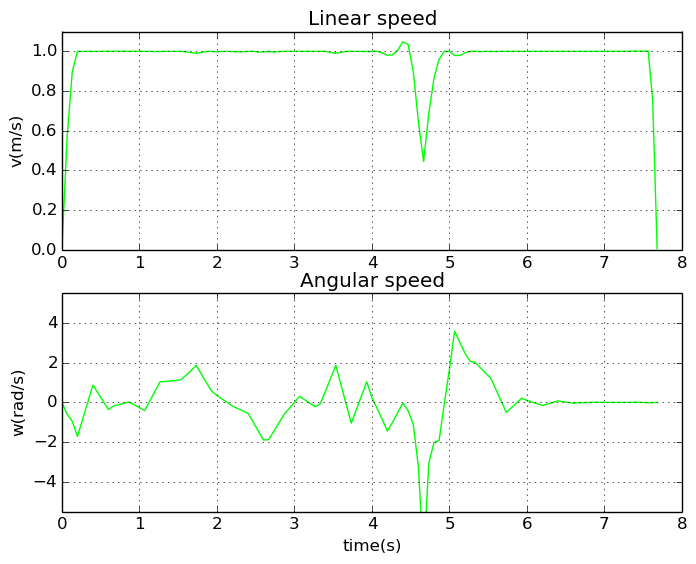 Linear speed
1.0
0.8
0.6
0.4
0.2
0.0
v(m/s)
0 1 2 3 4 5 6 7 8
Angular speed
4
2
0
−2
−4
w(rad/s)
0 1 2 3 4 5 6 7 8
time(s)